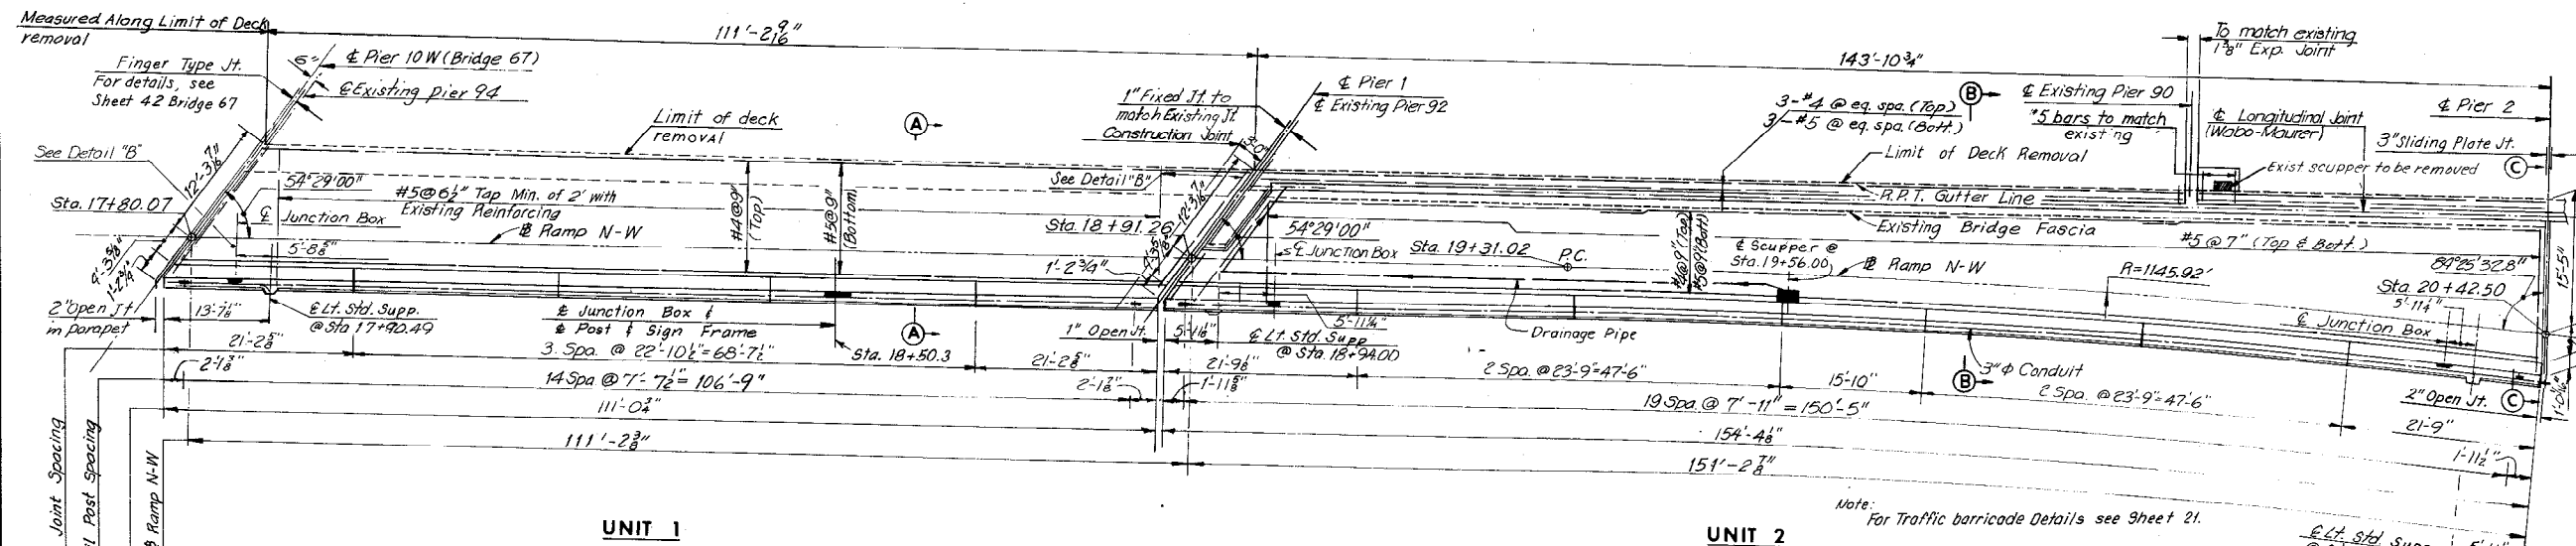 Measured Along Limit of Deck
removal
111'-2 9/16"
143'-10 3/4"
To match existing
1 3/8" Exp. Joint
Finger Type Jt.
For details, see
Sheet 42 Bridge 67
6"
℄ Pier 10 W (Bridge 67)
℄ Existing Pier 94
Limit of deck
removal
A
1" Fixed Jt. to
match Existing Jt.
Construction Joint
3'-0"
℄ Pier 1
℄ Existing Pier 92
3-#4 @ eq. spa. (Top)
3-#5 @ eq. spa. (Bott.)
B
℄ Existing Pier 90
#5 bars to match
existing
℄ Longitudinal Joint
(Wabo-Maurer)
℄ Pier 2
3" Sliding Plate Jt.
C
Limit of Deck Removal
Exist scupper to be removed
See Detail "B"
12'-3 7/16"
54°29'00"
#5@6½" Tap Min. of 2' with
Existing Reinforcing
Sta. 17+80.07
℄
Junction Box
℄ Ramp N-W
5'-8 5/8"
#4@9"
(Top)
#5@9"
(Bottom)
See Detail "B"
Sta. 18+91.26
12'-3 7/16"
54°29'00"
℄ Junction Box
Sta. 19+31.02
P.C.
R.P.T. Gutter Line
Existing Bridge Fascia
#5 @ 7" (Top & Bott.)
#4@9"(Top)
#5@9"(Bott)
℄ Scupper @
Sta. 19+56.00
℄ Ramp N-W
R=1145.92'
84°25'32.8"
15'-5"
Sta. 20+42.50
5'-11¼"
℄ Junction Box
4'-3 5/8"
1'-2 3/4"
1'-2 3/4"
2" Open Jt.
in parapet
13'-7 1/8"
℄ Lt. Std. Supp.
@ Sta 17+90.49
℄ Junction Box &
℄ Post & Sign Frame
A
Sta. 18+50.3
1" Open Jt.
5'-11¼"
℄ Lt. Std. Supp
@ Sta. 18+94.00
Drainage Pipe
3"φ Conduit
B
2" Open Jt.
C
21'-2 5/8"
3 Spa. @ 22'-10½"=68'-7½"
21'-2 5/8"
21'-9 1/8"
2 Spa. @ 23'-9"=47'-6"
15'-10"
2 Spa. @ 23'-9"=47'-6"
21'-9"
14 Spa @ 7'-7½"= 106'-9"
1'-11 5/8"
19 Spa. @ 7'-11" = 150'-5"
1'-11½"
111'-0 3/4"
154'-4 1/8"
111'-2 3/8"
151'-2 7/8"
Joint Spacing
Post Spacing
Ramp N-W
UNIT 1
UNIT 2
Note:
For Traffic barricade Details see Sheet 21.
℄ Lt. Std. Supp.